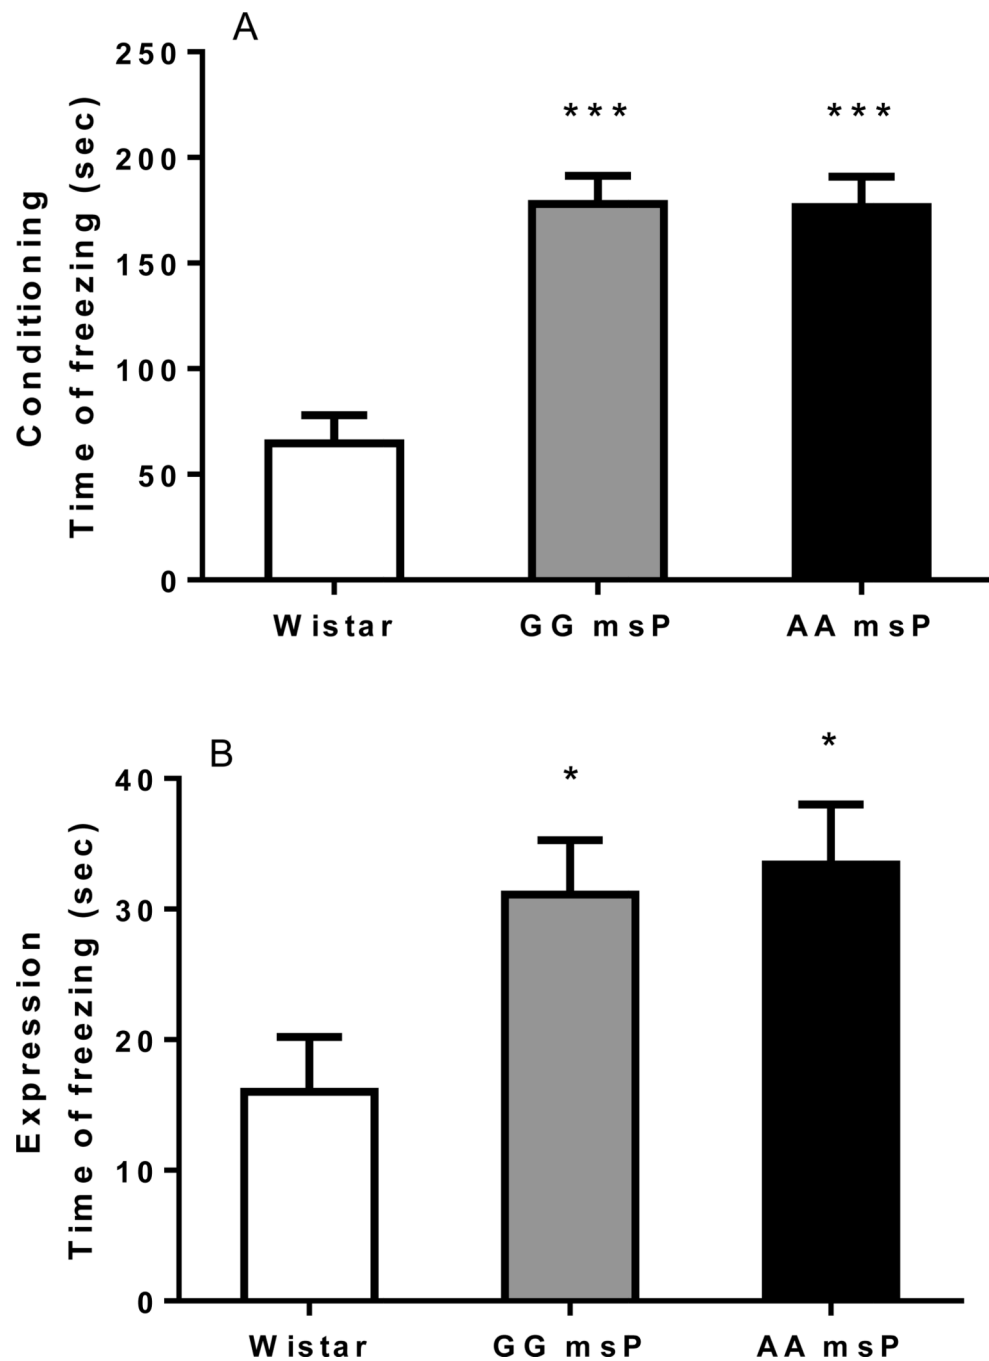 A
Conditioning
Time of freezing (sec)
250
200
150
100
50
0
*** ***
Wistar GG msP AA msP
B
Expression
Time of freezing (sec)
40
30
20
10
0
* *
Wistar GG msP AA msP